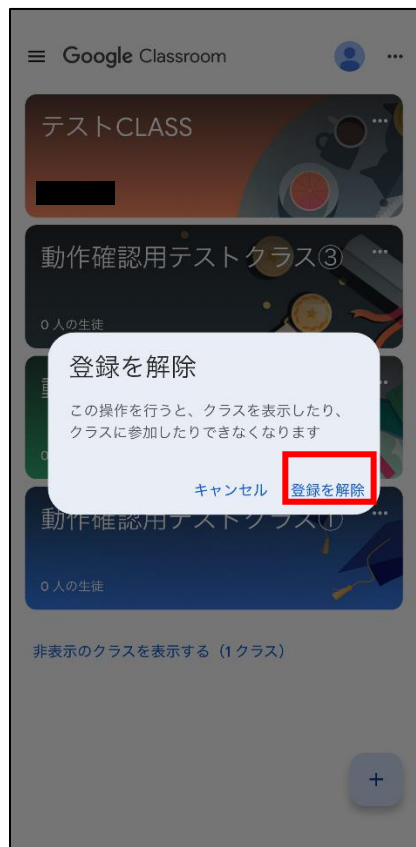 Google Classroom
テストCLASS
動作確認用テストクラス③
0 人の生徒
登録を解除
この操作を行うと、クラスを表示したり、
クラスに参加したりできなくなります
キャンセル
登録を解除
動作確認用テストクラス①
0 人の生徒
非表示のクラスを表示する（1 クラス）